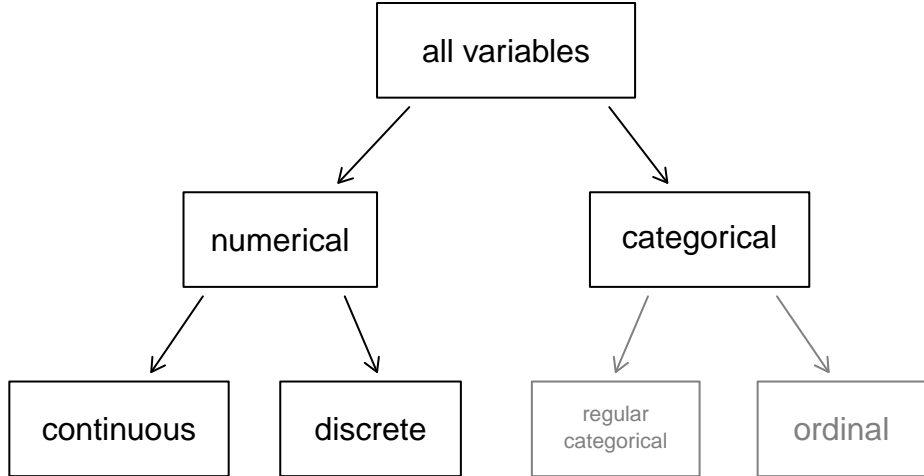 all variables
numerical
categorical
continuous
discrete
regular
categorical
ordinal